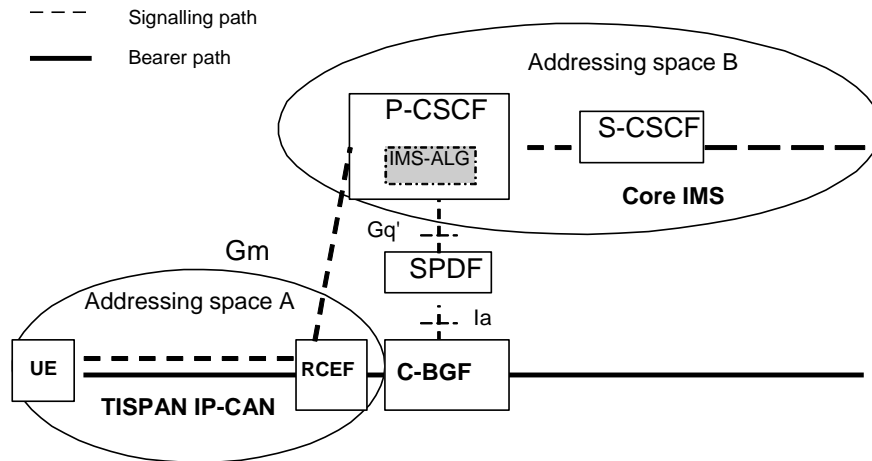 Signalling path
Bearer path
Addressing space B
P-CSCF
S-CSCF
IMS-ALG
Core IMS
Gq'
Gm
SPDF
Addressing space A
Ia
UE
RCEF
C-BGF
TISPAN IP-CAN